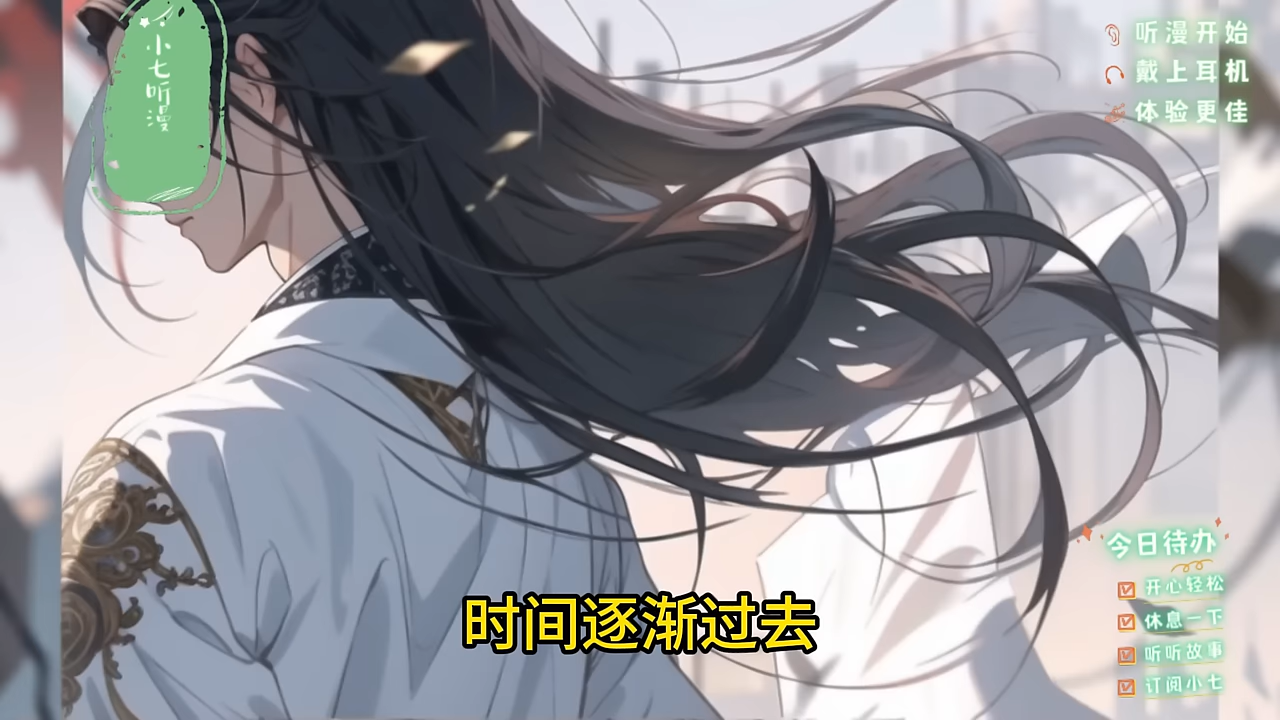 小七听漫
听漫开始
戴上耳机
体验更佳
今日待办
开心轻松
休息一下
听听故事
订阅小七
时间逐渐过去